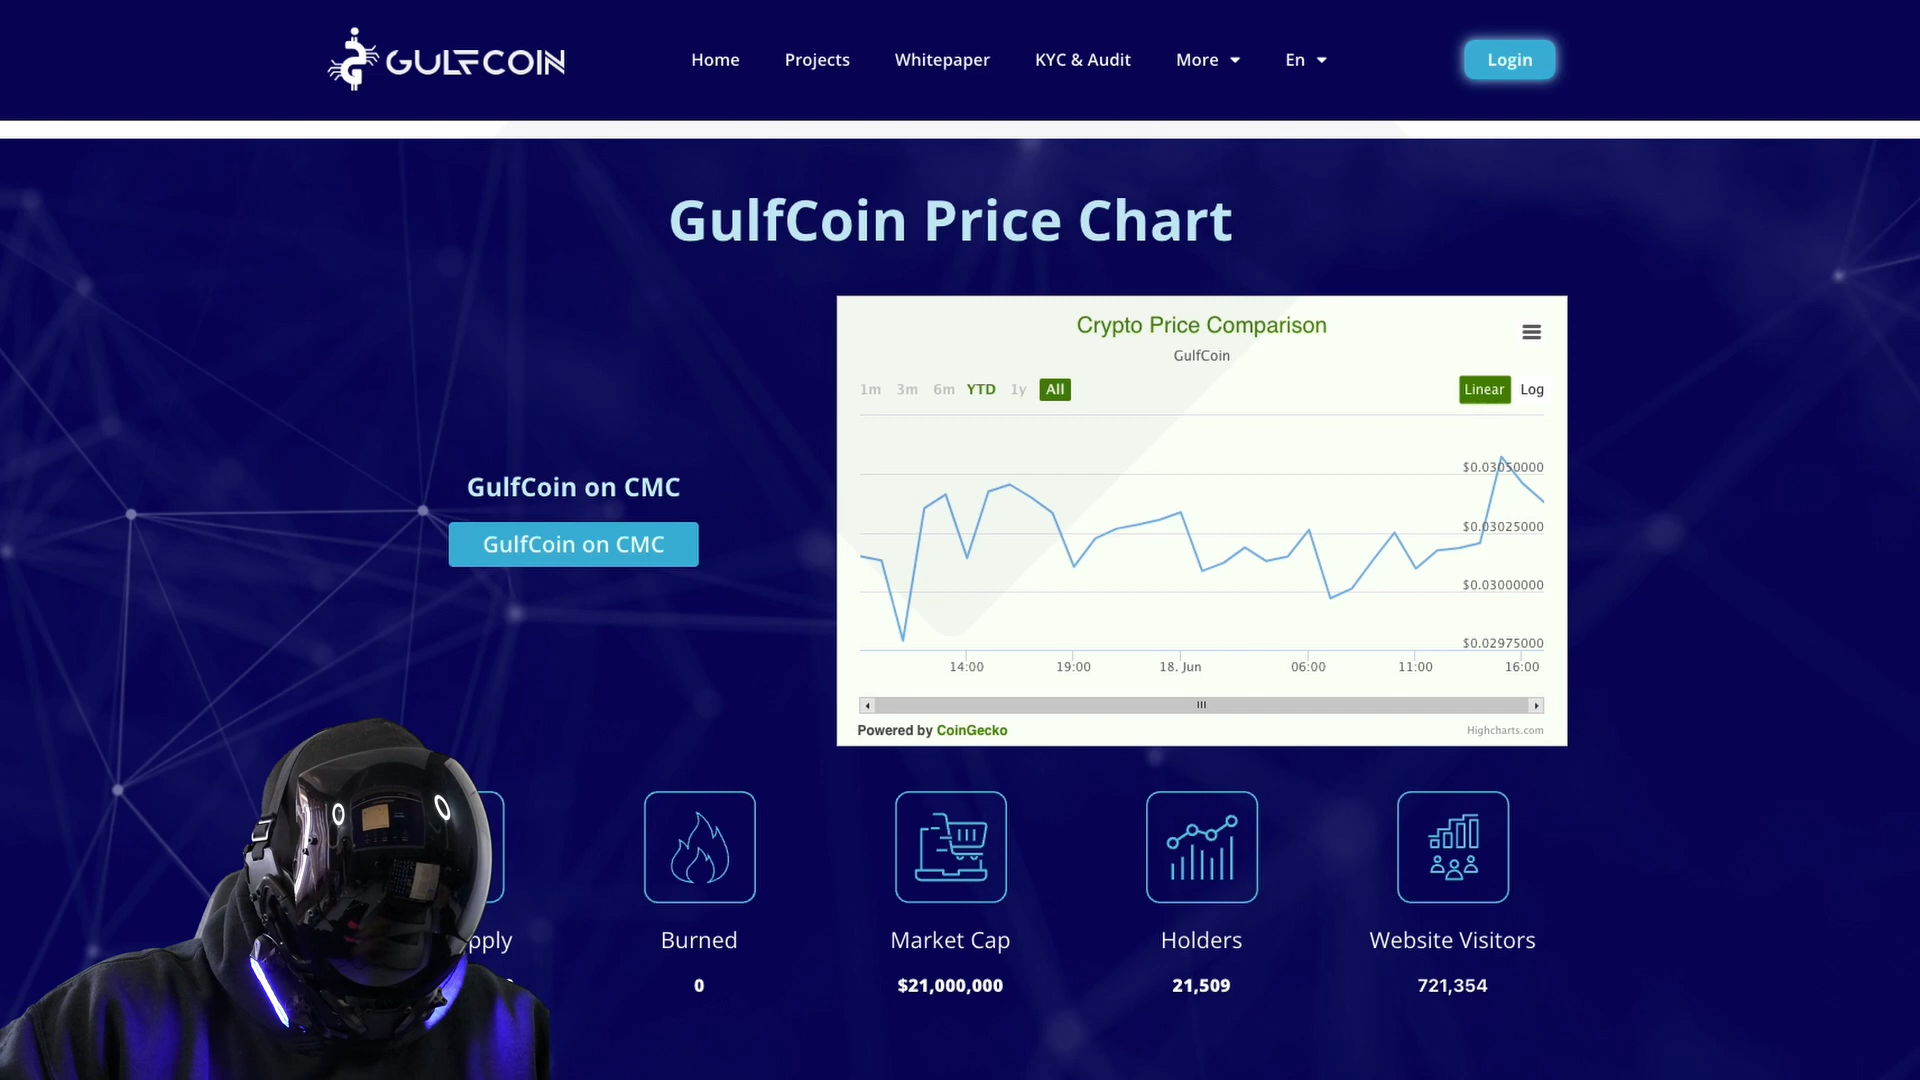 GULFCOIN
Home Projects Whitepaper KYC & Audit More En Login
GulfCoin Price Chart
Crypto Price Comparison
GulfCoin
1m 3m 6m YTD 1y All Linear Log
$0.03050000
$0.03025000
$0.03000000
$0.02975000
14:00 19:00 18. Jun 06:00 11:00 16:00
Powered by CoinGecko Highcharts.com
GulfCoin on CMC
GulfCoin on CMC
Burned Market Cap Holders Website Visitors
0 $21,000,000 21,509 721,354